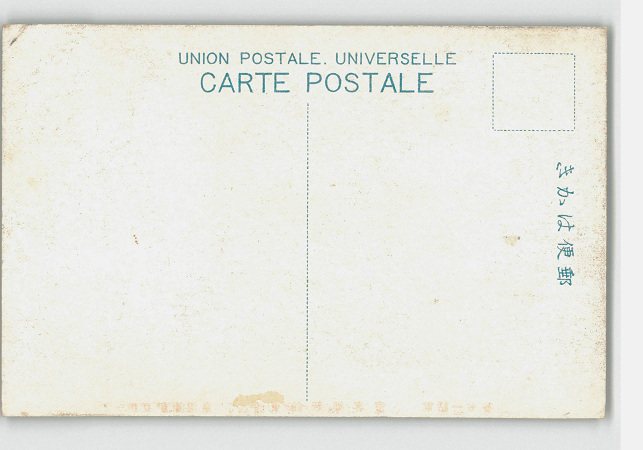 UNION POSTALE. UNIVERSELLE
CARTE POSTALE
きかは便郵